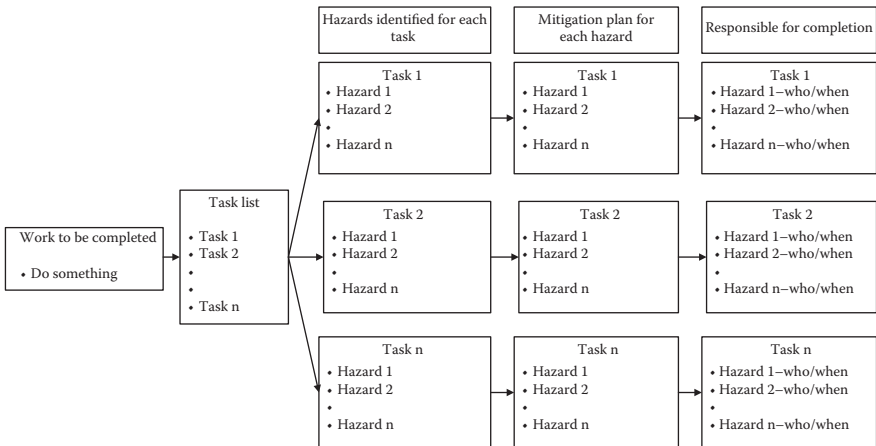 Hazards identified for each
task
Mitigation plan for
each hazard
Responsible for completion
Task 1
• Hazard 1
• Hazard 2
•
• Hazard n
Task 1
• Hazard 1
• Hazard 2
•
• Hazard n
Task 1
• Hazard 1–who/when
• Hazard 2–who/when
•
• Hazard n–who/when
Work to be completed
• Do something
Task list
• Task 1
• Task 2
•
•
• Task n
Task 2
• Hazard 1
• Hazard 2
•
• Hazard n
Task 2
• Hazard 1
• Hazard 2
•
• Hazard n
Task 2
• Hazard 1–who/when
• Hazard 2–who/when
•
• Hazard n–who/when
Task n
• Hazard 1
• Hazard 2
•
• Hazard n
Task n
• Hazard 1
• Hazard 2
•
• Hazard n
Task n
• Hazard 1–who/when
• Hazard 2–who/when
•
• Hazard n–who/when